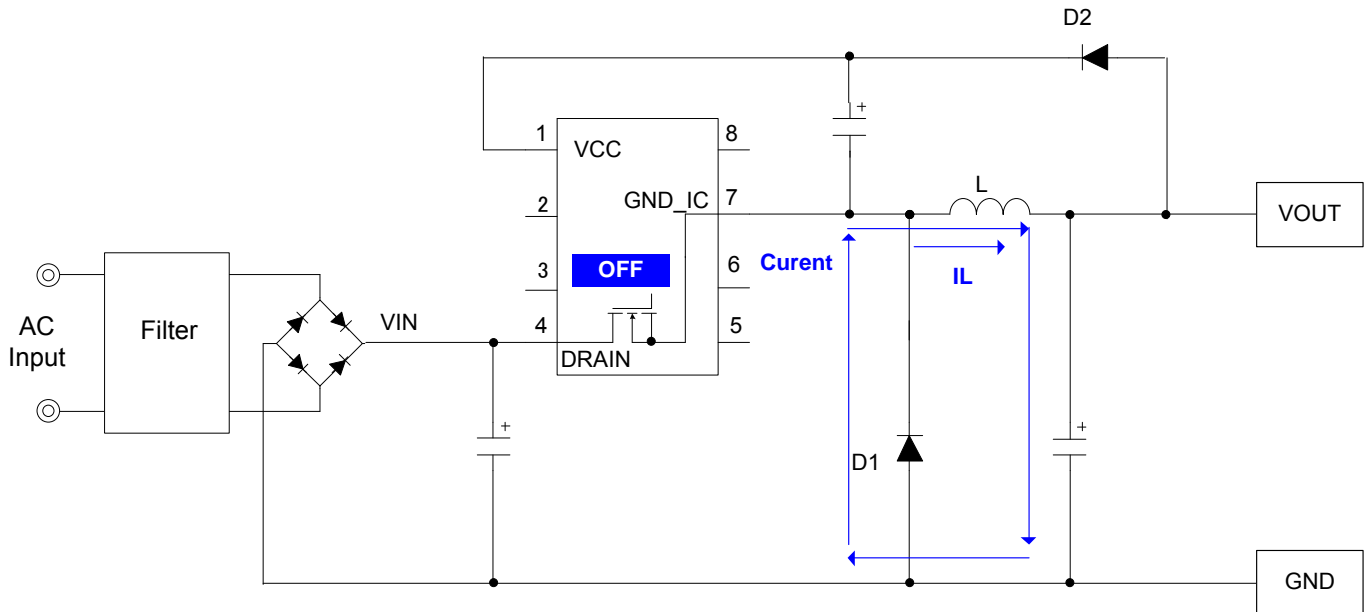 D2
1
8
VCC
2
GND_IC
7
L
VOUT
3
OFF
6
Curent
IL
AC
Input
Filter
VIN
4
5
DRAIN
+
+
+
D1
GND